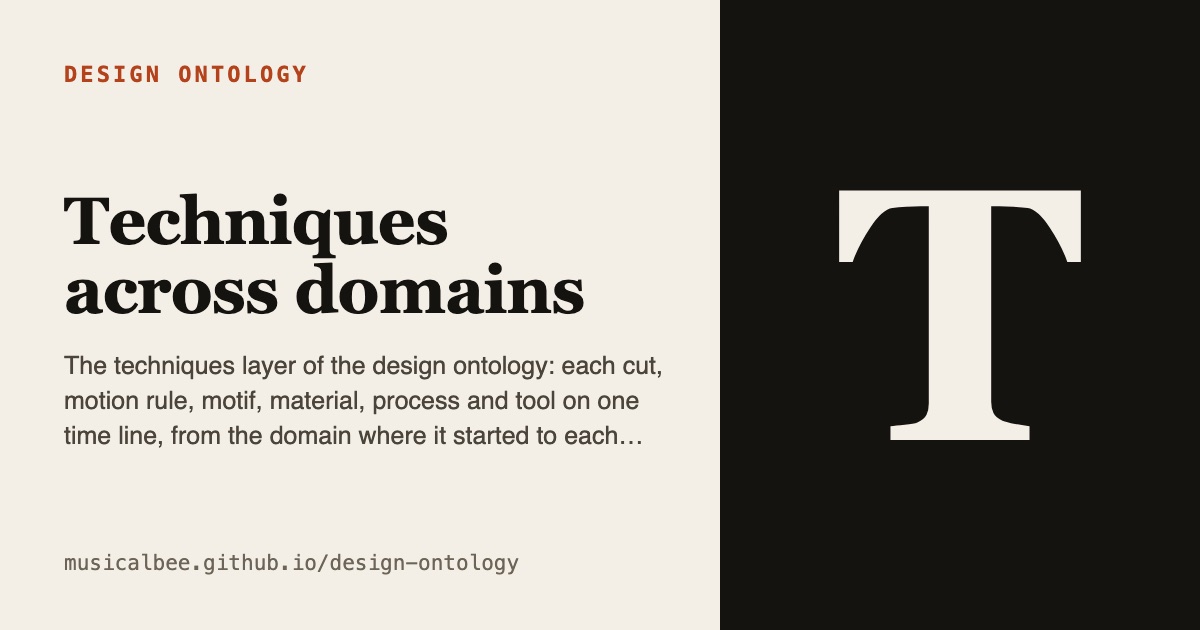 DESIGN ONTOLOGY
Techniques
across domains
The techniques layer of the design ontology: each cut,
motion rule, motif, material, process and tool on one
time line, from the domain where it started to each…
musicalbee.github.io/design-ontology
T